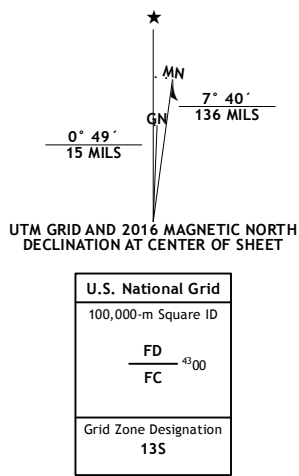 ★
MN
GN
0° 49´
15 MILS
7° 40´
136 MILS
UTM GRID AND 2016 MAGNETIC NORTH
DECLINATION AT CENTER OF SHEET
U.S. National Grid
100,000-m Square ID
FD
4300
FC
Grid Zone Designation
13S